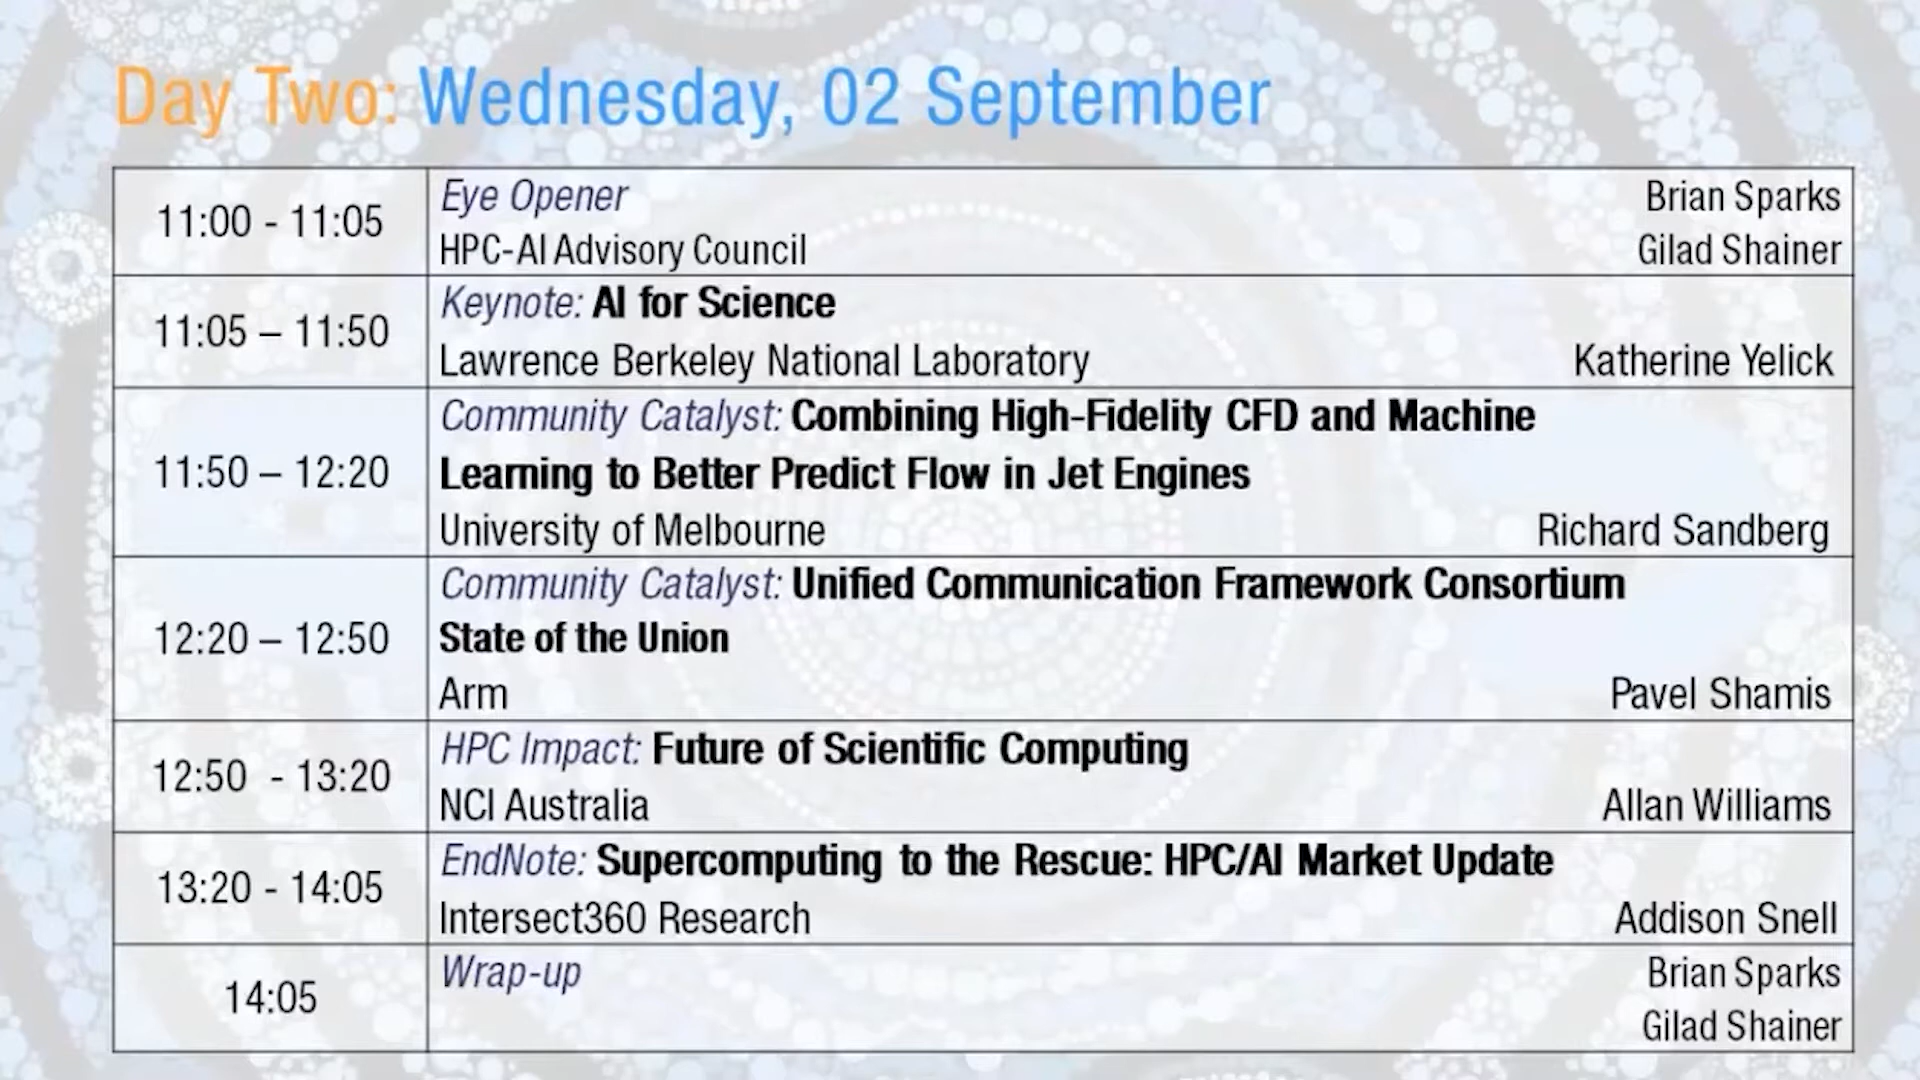 Day Two: Wednesday, 02 September
11:00 - 11:05
Eye Opener
Brian Sparks
HPC-AI Advisory Council
Gilad Shainer
11:05 – 11:50
Keynote: AI for Science
Lawrence Berkeley National Laboratory
Katherine Yelick
11:50 – 12:20
Community Catalyst: Combining High-Fidelity CFD and Machine
Learning to Better Predict Flow in Jet Engines
University of Melbourne
Richard Sandberg
12:20 – 12:50
Community Catalyst: Unified Communication Framework Consortium
State of the Union
Arm
Pavel Shamis
12:50 - 13:20
HPC Impact: Future of Scientific Computing
NCI Australia
Allan Williams
13:20 - 14:05
EndNote: Supercomputing to the Rescue: HPC/AI Market Update
Intersect360 Research
Addison Snell
14:05
Wrap-up
Brian Sparks
Gilad Shainer